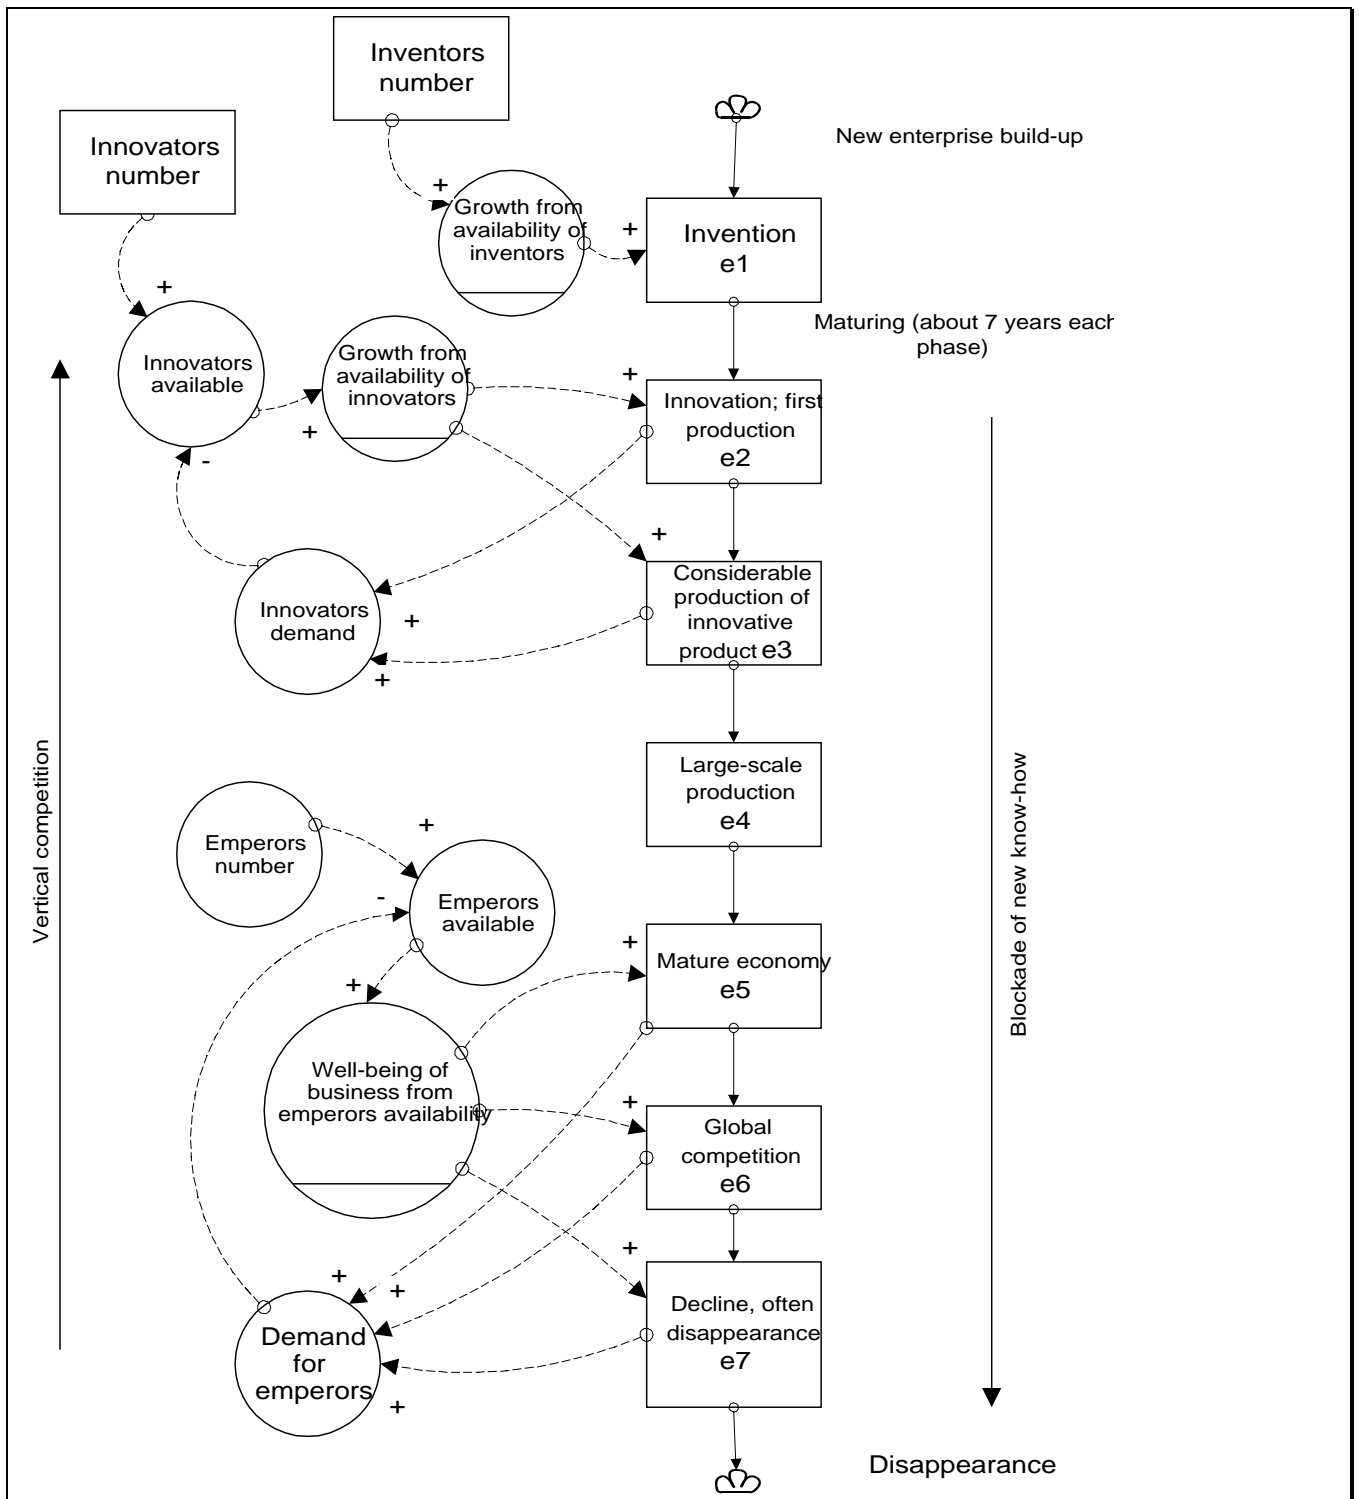 Inventors
number
Innovators
number
New enterprise build-up
+
Growth from
availability of
inventors
+
Invention
e1
+
Maturing (about 7 years each
phase)
Innovators
available
Growth from
availability of
innovators
+
+
-
Innovation; first
production
e2
+
Considerable
production of
innovative
product e3
Innovators
demand
+
+
Large-scale
production
e4
Vertical competition
Blockade of new know-how
Emperors
number
+
-
Emperors
available
+
+
Mature economy
e5
Well-being of
business from
emperors availability
+
Global
competition
e6
+
+
+
Decline, often
disappearance
e7
Demand
for
emperors
+
Disappearance